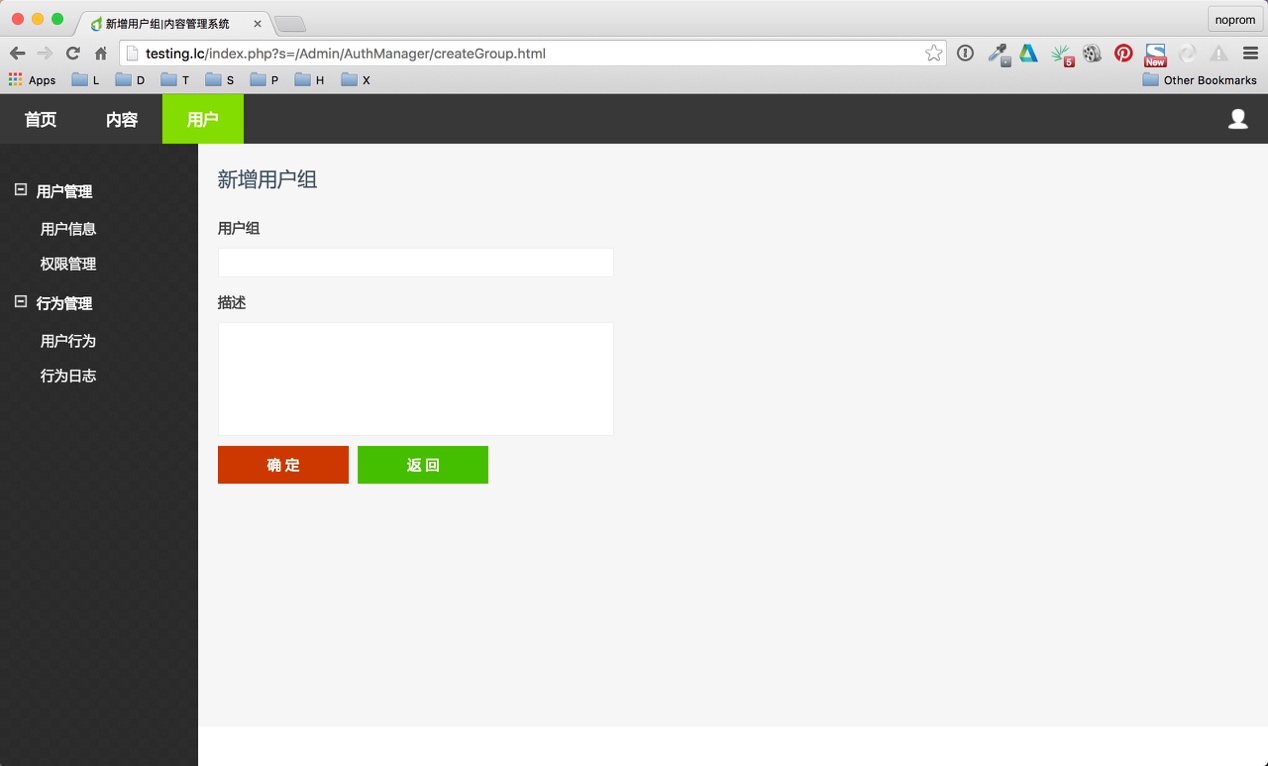 新增用户组|内容管理系统
noprom
testing.lc/index.php?s=/Admin/AuthManager/createGroup.html
5
New
Apps
L
D
T
S
P
H
X
Other Bookmarks
首页
内容
用户
用户管理
用户信息
权限管理
行为管理
用户行为
行为日志
新增用户组
用户组
描述
确 定
返 回